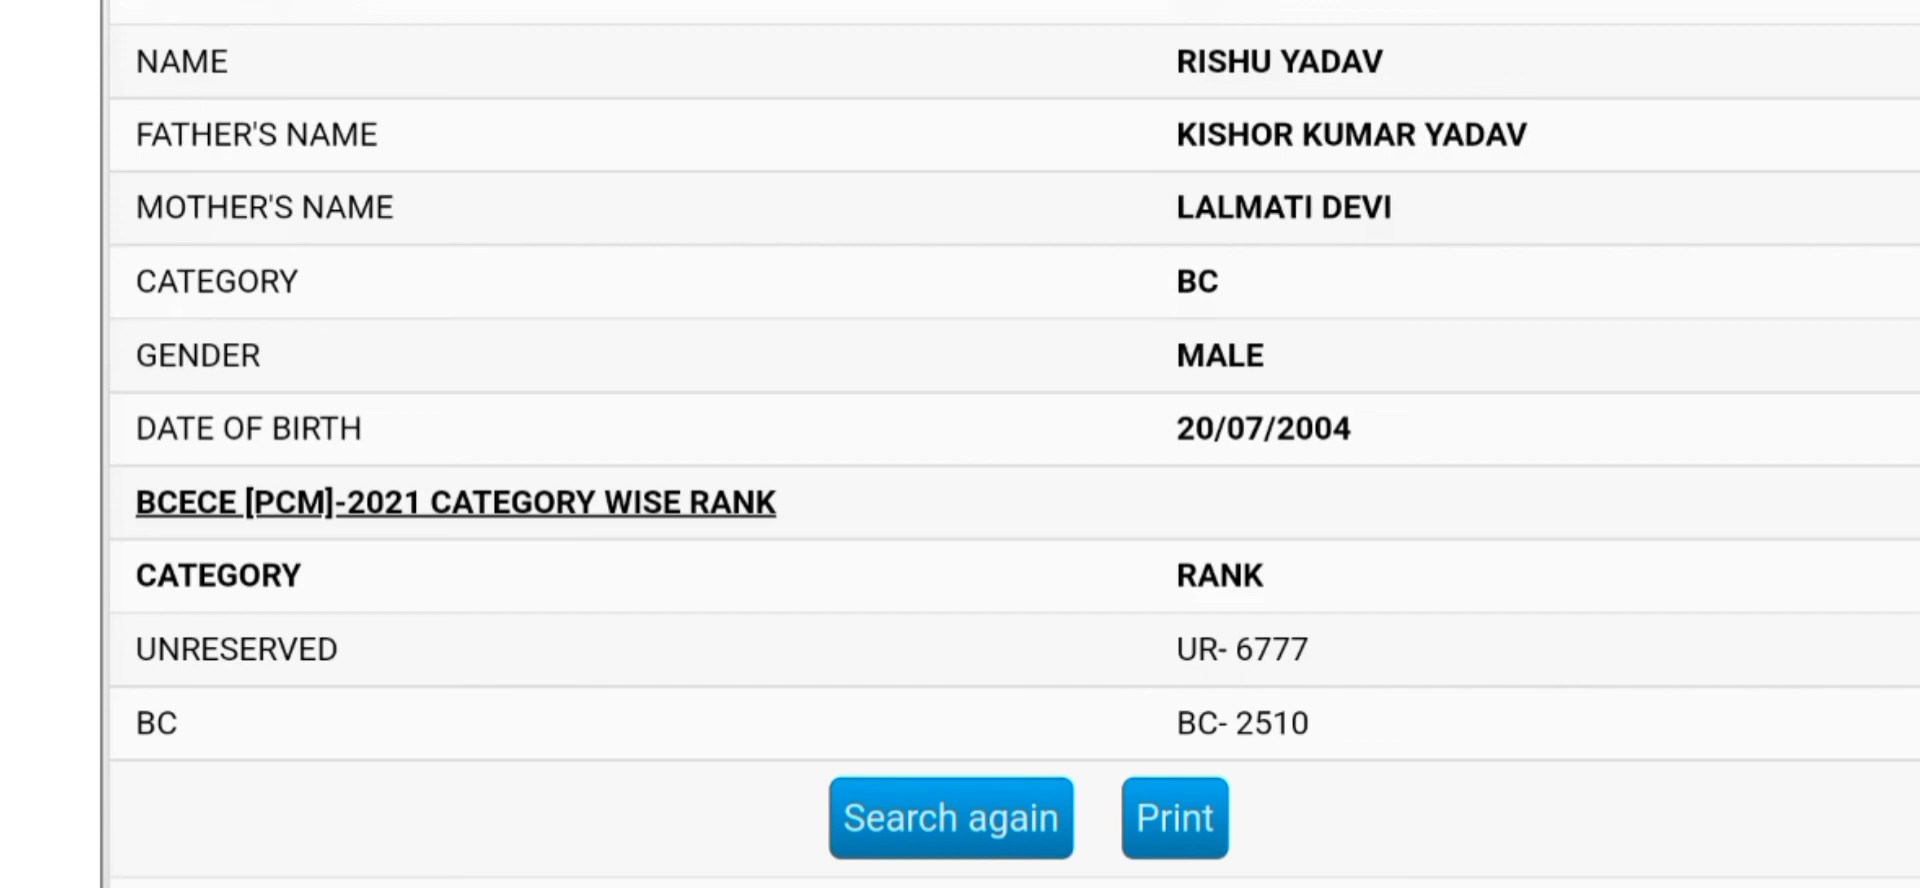 NAME RISHU YADAV
FATHER'S NAME KISHOR KUMAR YADAV
MOTHER'S NAME LALMATI DEVI
CATEGORY BC
GENDER MALE
DATE OF BIRTH 20/07/2004
BCECE [PCM]-2021 CATEGORY WISE RANK
CATEGORY RANK
UNRESERVED UR- 6777
BC BC- 2510
Search again Print